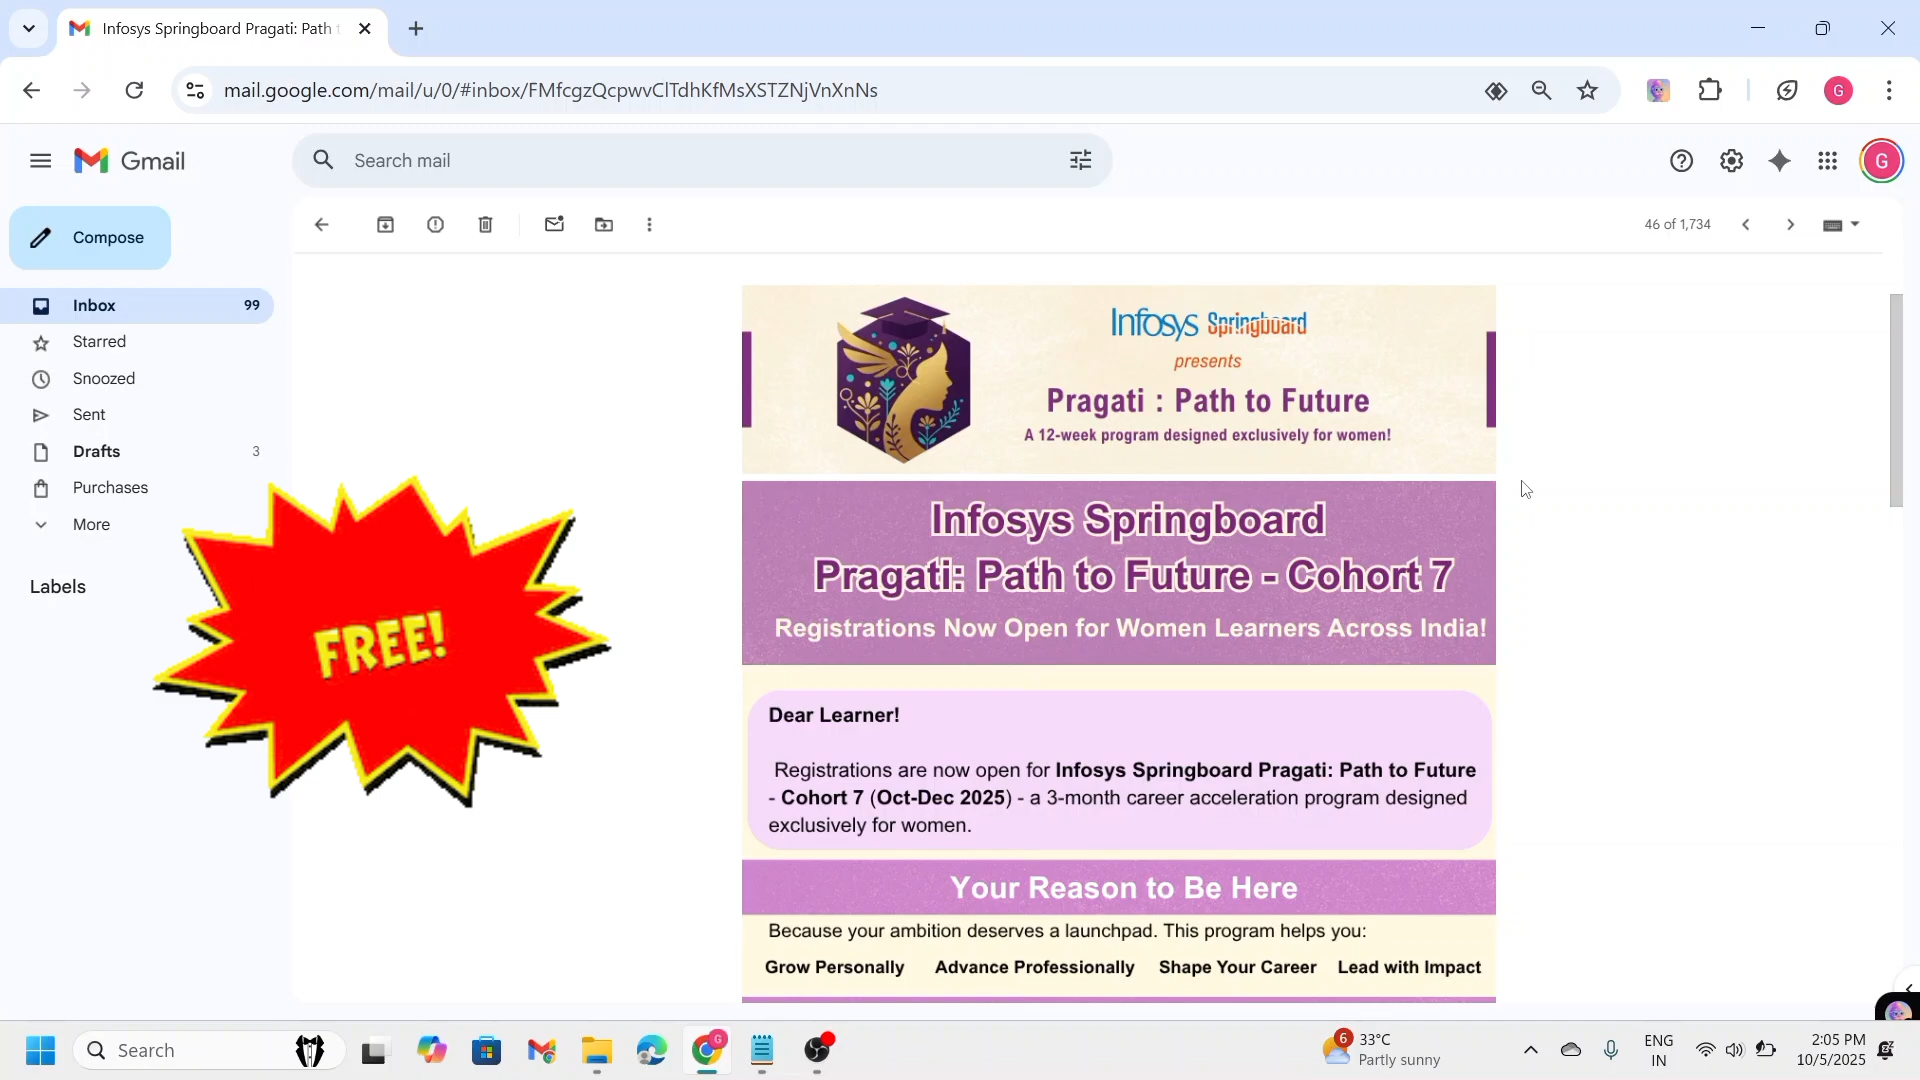 Infosys Springboard Pragati: Path t
mail.google.com/mail/u/0/#inbox/FMfcgzQcpwvClTdhKfMsXSTZNjVnXnNs
G
Gmail
Search mail
G
Compose
46 of 1,734
Inbox 99
Starred
Snoozed
Sent
Drafts 3
Purchases
More
Labels
FREE!
Infosys Springboard
presents
Pragati : Path to Future
A 12-week program designed exclusively for women!
Infosys Springboard
Pragati: Path to Future - Cohort 7
Registrations Now Open for Women Learners Across India!
Dear Learner!
Registrations are now open for Infosys Springboard Pragati: Path to Future
- Cohort 7 (Oct-Dec 2025) - a 3-month career acceleration program designed
exclusively for women.
Your Reason to Be Here
Because your ambition deserves a launchpad. This program helps you:
Grow Personally Advance Professionally Shape Your Career Lead with Impact
Search
G
6
33°C
Partly sunny
ENG
IN
2:05 PM
10/5/2025